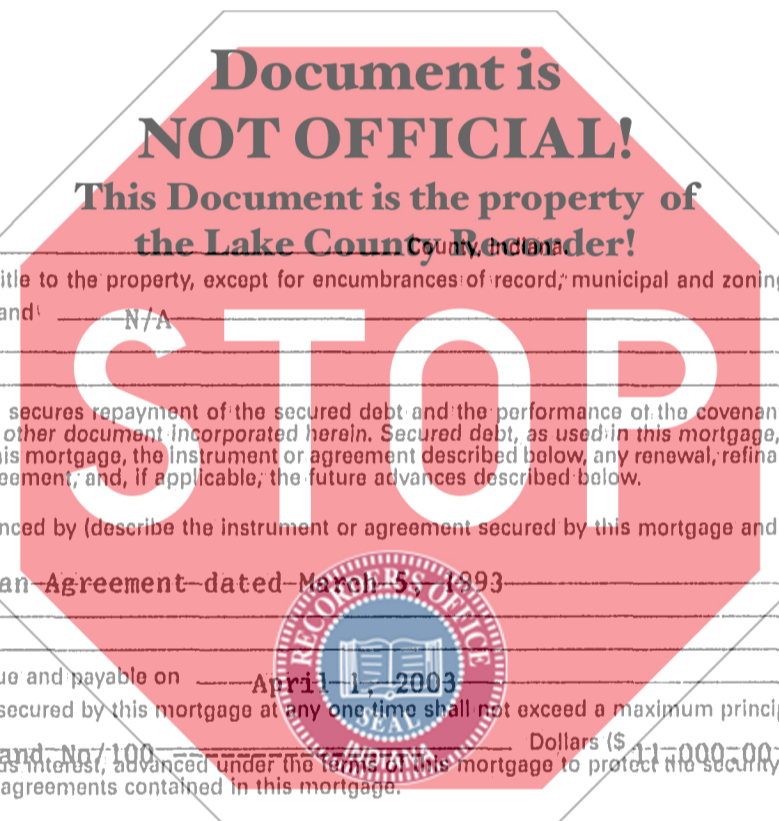 Document is
NOT OFFICIAL!
This Document is the property of
the Lake County Recorder!
County, Indiana.
itle to the property, except for encumbrances of record, municipal and zoning
and N/A
STOP
secures repayment of the secured debt and the performance of the covenan
other document incorporated herein. Secured debt, as used in this mortgage,
is mortgage, the instrument or agreement described below, any renewal, refina
eement, and, if applicable, the future advances described below.
nced by (describe the instrument or agreement secured by this mortgage and
an Agreement dated March 5, 1993
RECORDER'S OFFICE
ue and payable on April 1, 2003
secured by this mortgage at any one time shall not exceed a maximum princi
SEAL
INDIANA
and No/100 Dollars ($ 11,000.00
us interest, advanced under the terms of this mortgage to protect the security
agreements contained in this mortgage.